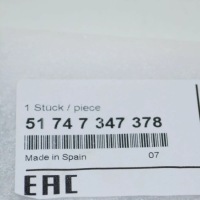 1 Stück / piece
51 74 7 347 378
Made in Spain 07
EAC